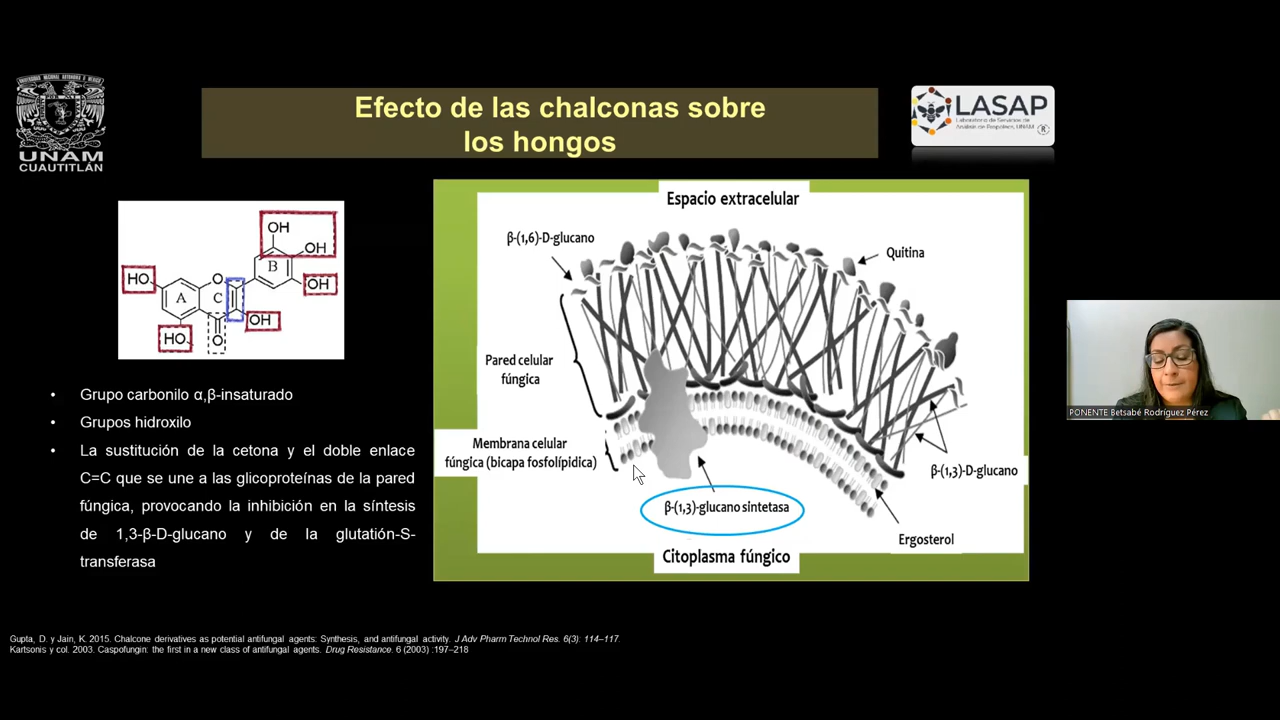 Efecto de las chalconas sobre
los hongos
UNAM
CUAUTITLÁN
LASAP
Laboratorio de Servicios de
Análisis de Propóleos, UNAM
R
OH
OH
HO
O
B
OH
A
C
OH
HO
O
• Grupo carbonilo α,β-insaturado
• Grupos hidroxilo
• La sustitución de la cetona y el doble enlace
C=C que se une a las glicoproteínas de la pared
fúngica, provocando la inhibición en la síntesis
de 1,3-β-D-glucano y de la glutatión-S-
transferasa
Espacio extracelular
β-(1,6)-D-glucano
Quitina
Pared celular
fúngica
Membrana celular
fúngica (bicapa fosfolípidica)
β-(1,3)-D-glucano
β-(1,3)-glucano sintetasa
Ergosterol
Citoplasma fúngico
PONENTE Betsabé Rodríguez Pérez
Gupta, D. y Jain, K. 2015. Chalcone derivatives as potential antifungal agents: Synthesis, and antifungal activity. J Adv Pharm Technol Res. 6(3): 114–117.
Kartsonis y col. 2003. Caspofungin: the first in a new class of antifungal agents. Drug Resistance. 6 (2003) :197–218